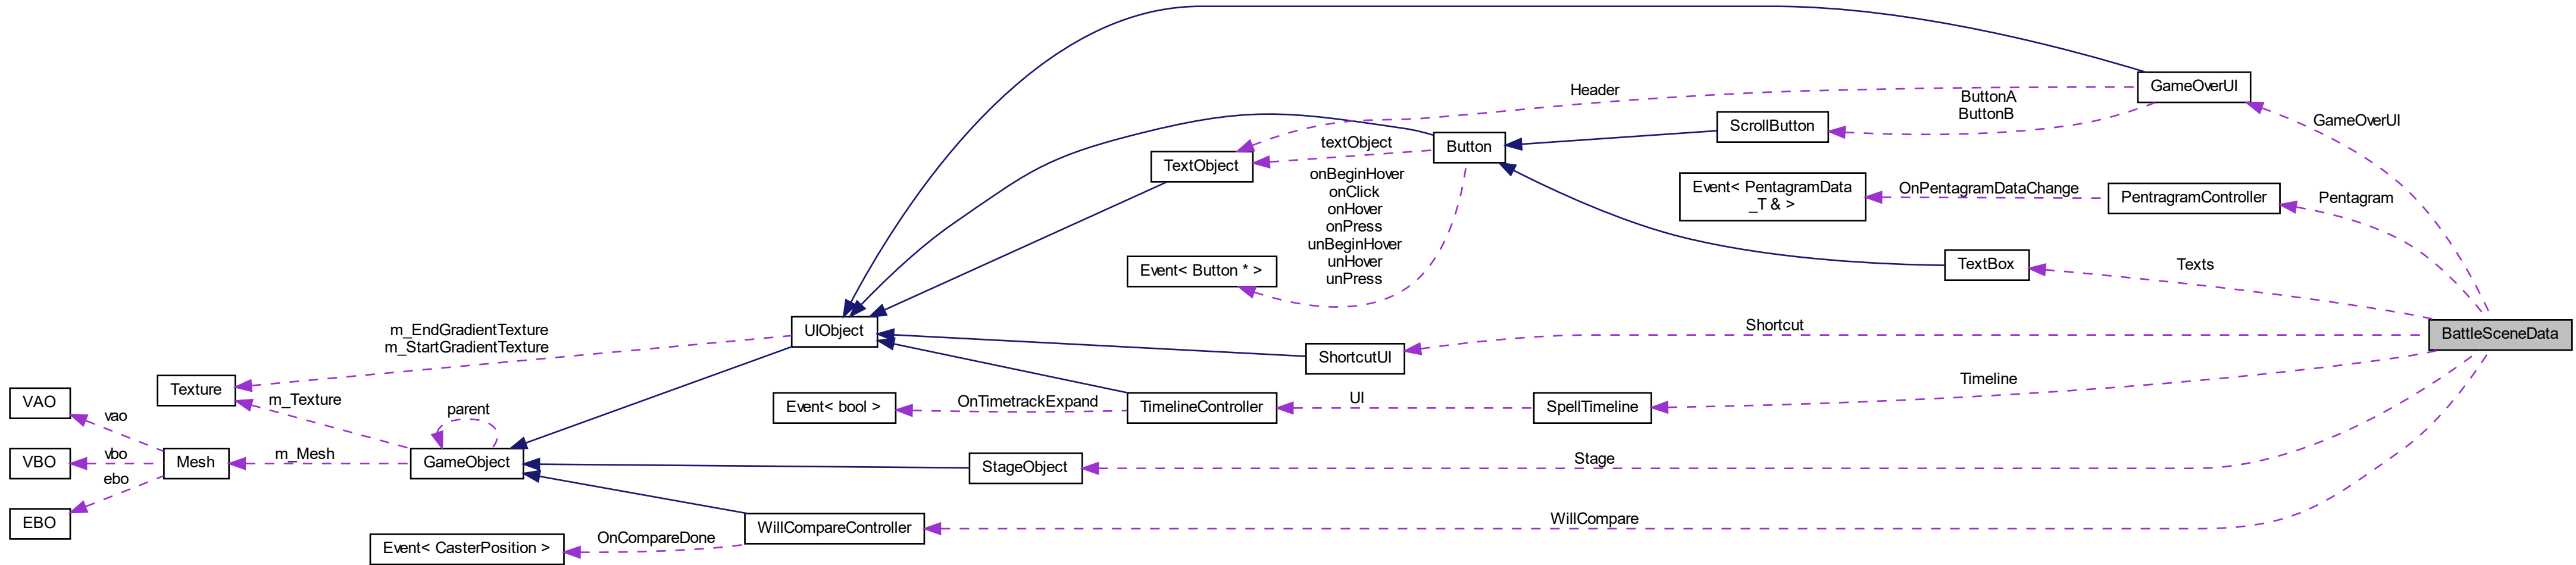 GameOverUI
Header
ButtonA
ButtonB
GameOverUI
ScrollButton
textObject
Button
TextObject
onBeginHover
onClick
onHover
onPress
unBeginHover
unHover
unPress
Event< PentagramData
_T & >
OnPentagramDataChange
PentragramController
Pentagram
Event< Button * >
TextBox
Texts
UIObject
m_EndGradientTexture
m_StartGradientTexture
Shortcut
BattleSceneData
ShortcutUI
Texture
m_Texture
Timeline
VAO
vao
parent
Event< bool >
OnTimetrackExpand
TimelineController
UI
SpellTimeline
VBO
vbo
Mesh
m_Mesh
GameObject
StageObject
Stage
ebo
EBO
WillCompareController
WillCompare
Event< CasterPosition >
OnCompareDone